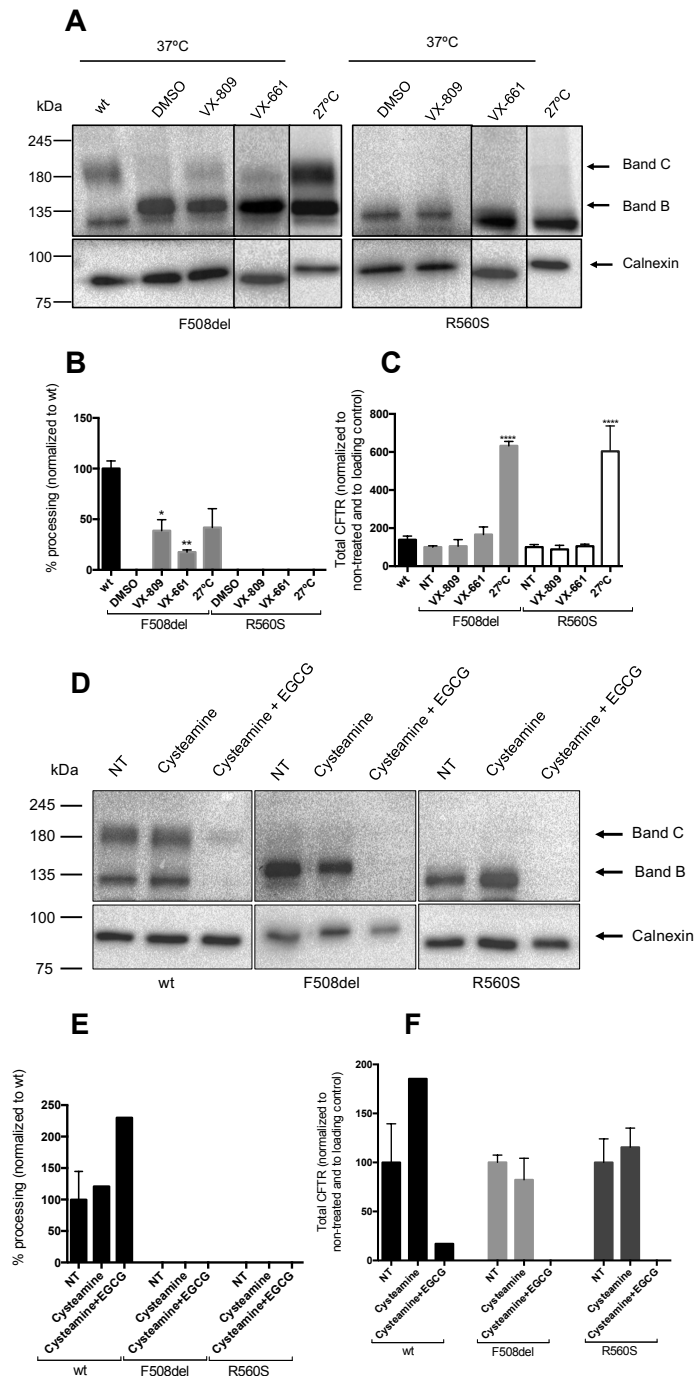 A
37ºC
37ºC
kDa
wt
DMSO
VX-809
VX-661
27ºC
DMSO
VX-809
VX-661
27ºC
245
180
135
100
75
Band C
Band B
Calnexin
F508del
R560S
B
% processing (normalized to wt)
150
100
50
0
wt
DMSO
VX-809
VX-661
27ºC
DMSO
VX-809
VX-661
27ºC
*
**
F508del
R560S
C
Total CFTR (normalized to
non-treated and to loading control)
800
600
400
200
0
wt
NT
VX-809
VX-661
27ºC
NT
VX-809
VX-661
27ºC
****
****
F508del
R560S
D
kDa
NT
Cysteamine
Cysteamine + EGCG
NT
Cysteamine
Cysteamine + EGCG
NT
Cysteamine
Cysteamine + EGCG
245
180
135
100
75
Band C
Band B
Calnexin
wt
F508del
R560S
E
% processing (normalized to wt)
250
200
150
100
50
0
NT
Cysteamine
Cysteamine+EGCG
NT
Cysteamine
Cysteamine+EGCG
NT
Cysteamine
Cysteamine+EGCG
wt
F508del
R560S
F
Total CFTR (normalized to
non-treated and to loading control)
200
150
100
50
0
NT
Cysteamine
Cysteamine+EGCG
NT
Cysteamine
Cysteamine+EGCG
NT
Cysteamine
Cysteamine+EGCG
wt
F508del
R560S